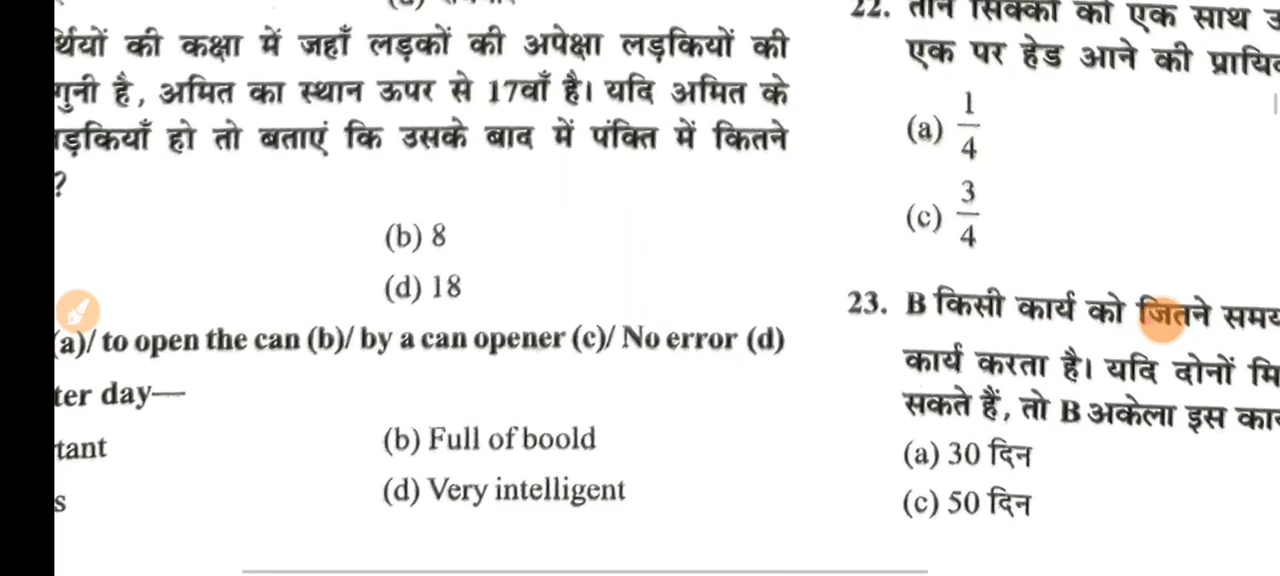 र्थियों की कक्षा में जहाँ लड़कों की अपेक्षा लड़कियों की
गुनी है, अमित का स्थान ऊपर से 17वाँ है। यदि अमित के
ड़कियाँ हो तो बताएं कि उसके बाद में पंक्ति में कितने
?
(b) 8
(d) 18
(a)/ to open the can (b)/ by a can opener (c)/ No error (d)
ter day—
tant
(b) Full of boold
s
(d) Very intelligent
22. तीन सिक्कों को एक साथ उ
एक पर हेड आने की प्रायि
(a) 1/4
(c) 3/4
23. B किसी कार्य को जितने समय
कार्य करता है। यदि दोनों मि
सकते हैं, तो B अकेला इस का
(a) 30 दिन
(c) 50 दिन